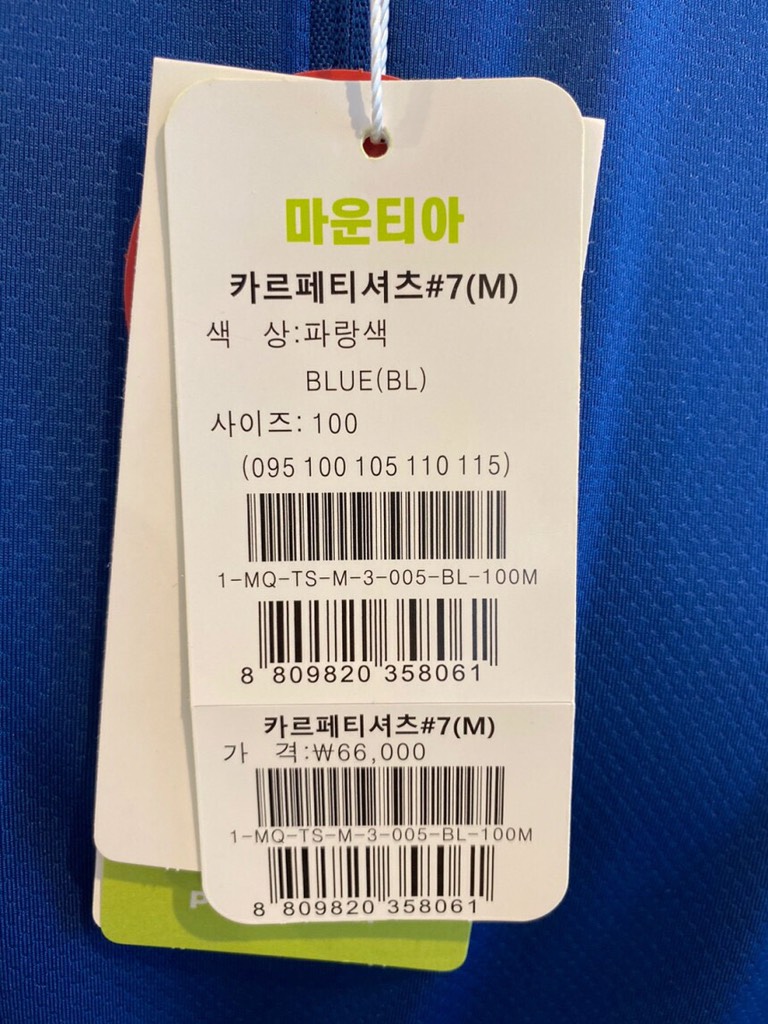 마운티아
카르페티셔츠#7(M)
색 상:파랑색
BLUE(BL)
사이즈: 100
(095 100 105 110 115)
1-MQ-TS-M-3-005-BL-100M
8 809820 358061
카르페티셔츠#7(M)
가 격:₩66,000
1-MQ-TS-M-3-005-BL-100M
8 809820 358061